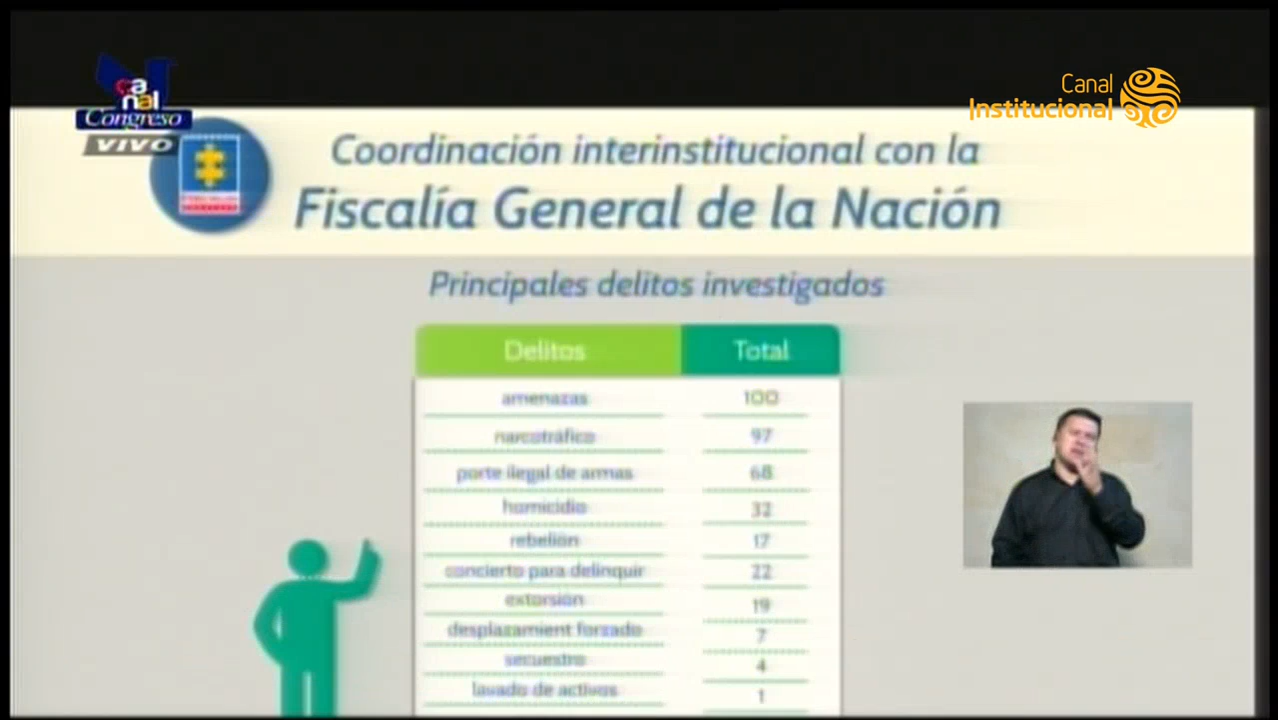 Canal
Institucional
canal
Congreso
VIVO
Coordinación interinstitucional con la
Fiscalía General de la Nación
Principales delitos investigados
Delitos Total
amenazas 100
narcotráfico 97
porte ilegal de armas 68
homicidio 32
rebelión 17
concierto para delinquir 22
extorsión 19
desplazamient forzado 7
secuestro 4
lavado de activos 1